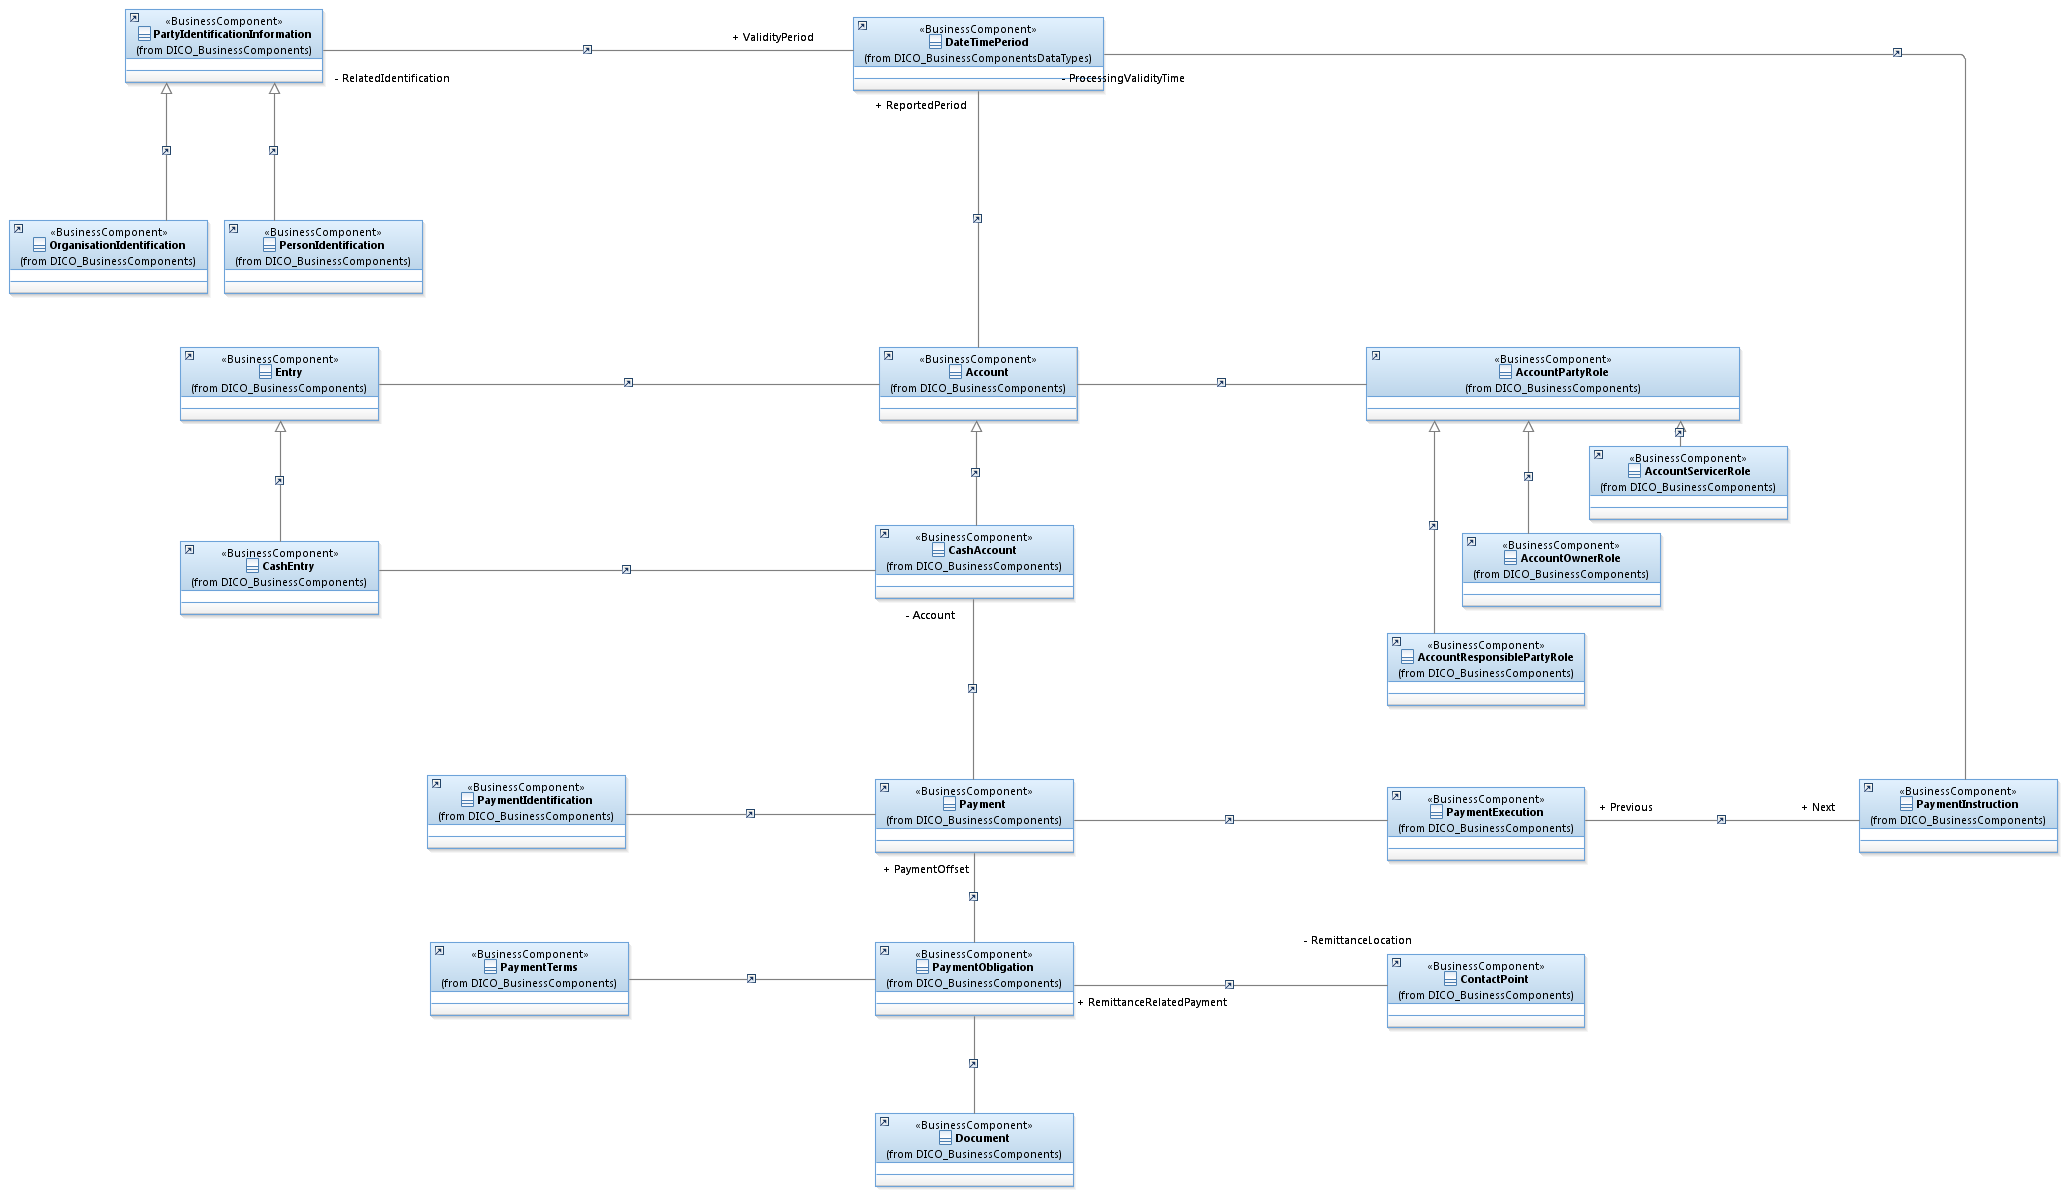 «BusinessComponent»
PartyIdentificationInformation
(from DICO_BusinessComponents)
- RelatedIdentification
+ ValidityPeriod
«BusinessComponent»
DateTimePeriod
(from DICO_BusinessComponentsDataTypes)
- ProcessingValidityTime
+ ReportedPeriod
«BusinessComponent»
OrganisationIdentification
(from DICO_BusinessComponents)
«BusinessComponent»
PersonIdentification
(from DICO_BusinessComponents)
«BusinessComponent»
Entry
(from DICO_BusinessComponents)
«BusinessComponent»
Account
(from DICO_BusinessComponents)
«BusinessComponent»
AccountPartyRole
(from DICO_BusinessComponents)
«BusinessComponent»
AccountServicerRole
(from DICO_BusinessComponents)
«BusinessComponent»
CashEntry
(from DICO_BusinessComponents)
«BusinessComponent»
CashAccount
(from DICO_BusinessComponents)
- Account
«BusinessComponent»
AccountOwnerRole
(from DICO_BusinessComponents)
«BusinessComponent»
AccountResponsiblePartyRole
(from DICO_BusinessComponents)
«BusinessComponent»
PaymentIdentification
(from DICO_BusinessComponents)
«BusinessComponent»
Payment
(from DICO_BusinessComponents)
+ PaymentOffset
«BusinessComponent»
PaymentExecution
(from DICO_BusinessComponents)
+ Previous
+ Next
«BusinessComponent»
PaymentInstruction
(from DICO_BusinessComponents)
«BusinessComponent»
PaymentTerms
(from DICO_BusinessComponents)
«BusinessComponent»
PaymentObligation
(from DICO_BusinessComponents)
- RemittanceLocation
+ RemittanceRelatedPayment
«BusinessComponent»
ContactPoint
(from DICO_BusinessComponents)
«BusinessComponent»
Document
(from DICO_BusinessComponents)